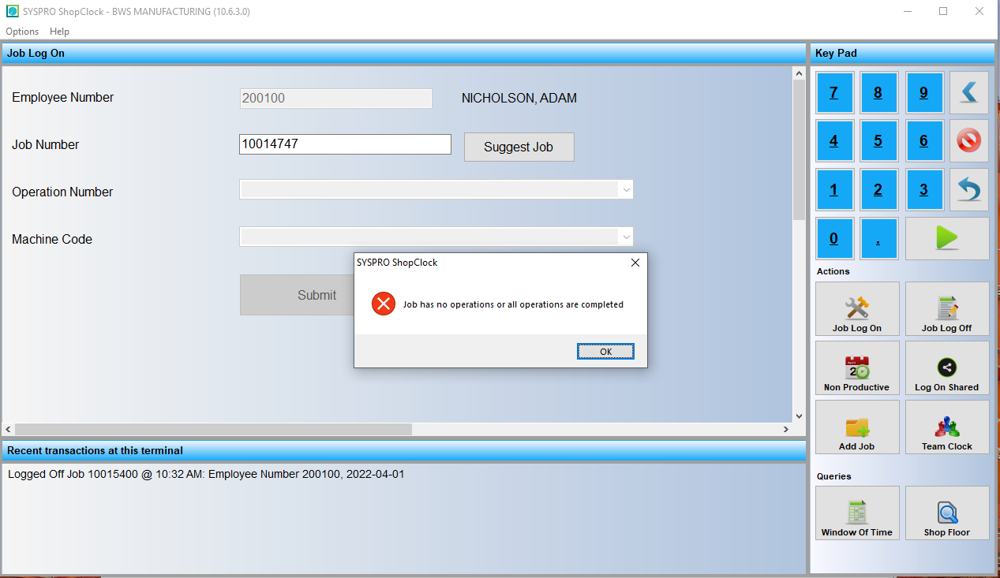 SYSPRO ShopClock - BWS MANUFACTURING (10.6.3.0)
Options Help
Job Log On
Employee Number 200100 NICHOLSON, ADAM
Job Number 10014747 Suggest Job
Operation Number
Machine Code
Submit
SYSPRO ShopClock
Job has no operations or all operations are completed
OK
Recent transactions at this terminal
Logged Off Job 10015400 @ 10:32 AM: Employee Number 200100, 2022-04-01
Key Pad
7 8 9
4 5 6
1 2 3
0 .
Actions
Job Log On Job Log Off
Non Productive Log On Shared
Add Job Team Clock
Queries
Window Of Time Shop Floor